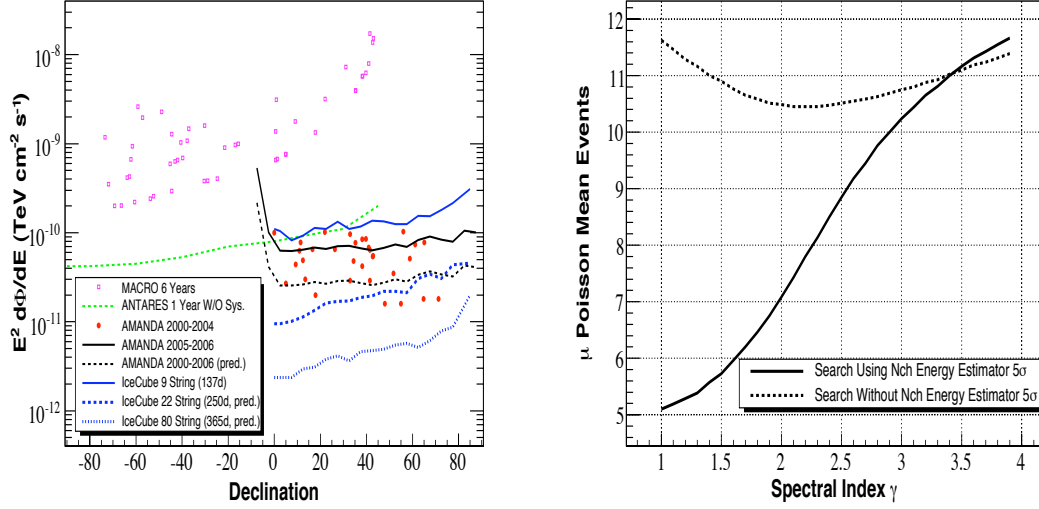 E² dΦ/dE (TeV cm⁻² s⁻¹)
10⁻⁸
10⁻⁹
10⁻¹⁰
10⁻¹¹
10⁻¹²
MACRO 6 Years
ANTARES 1 Year W/O Sys.
AMANDA 2000-2004
AMANDA 2005-2006
AMANDA 2000-2006 (pred.)
IceCube 9 String (137d)
IceCube 22 String (250d, pred.)
IceCube 80 String (365d, pred.)
-80 -60 -40 -20 0 20 40 60 80
Declination
μ Poisson Mean Events
12
11
10
9
8
7
6
5
Search Using Nch Energy Estimator 5σ
Search Without Nch Energy Estimator 5σ
1 1.5 2 2.5 3 3.5 4
Spectral Index γ